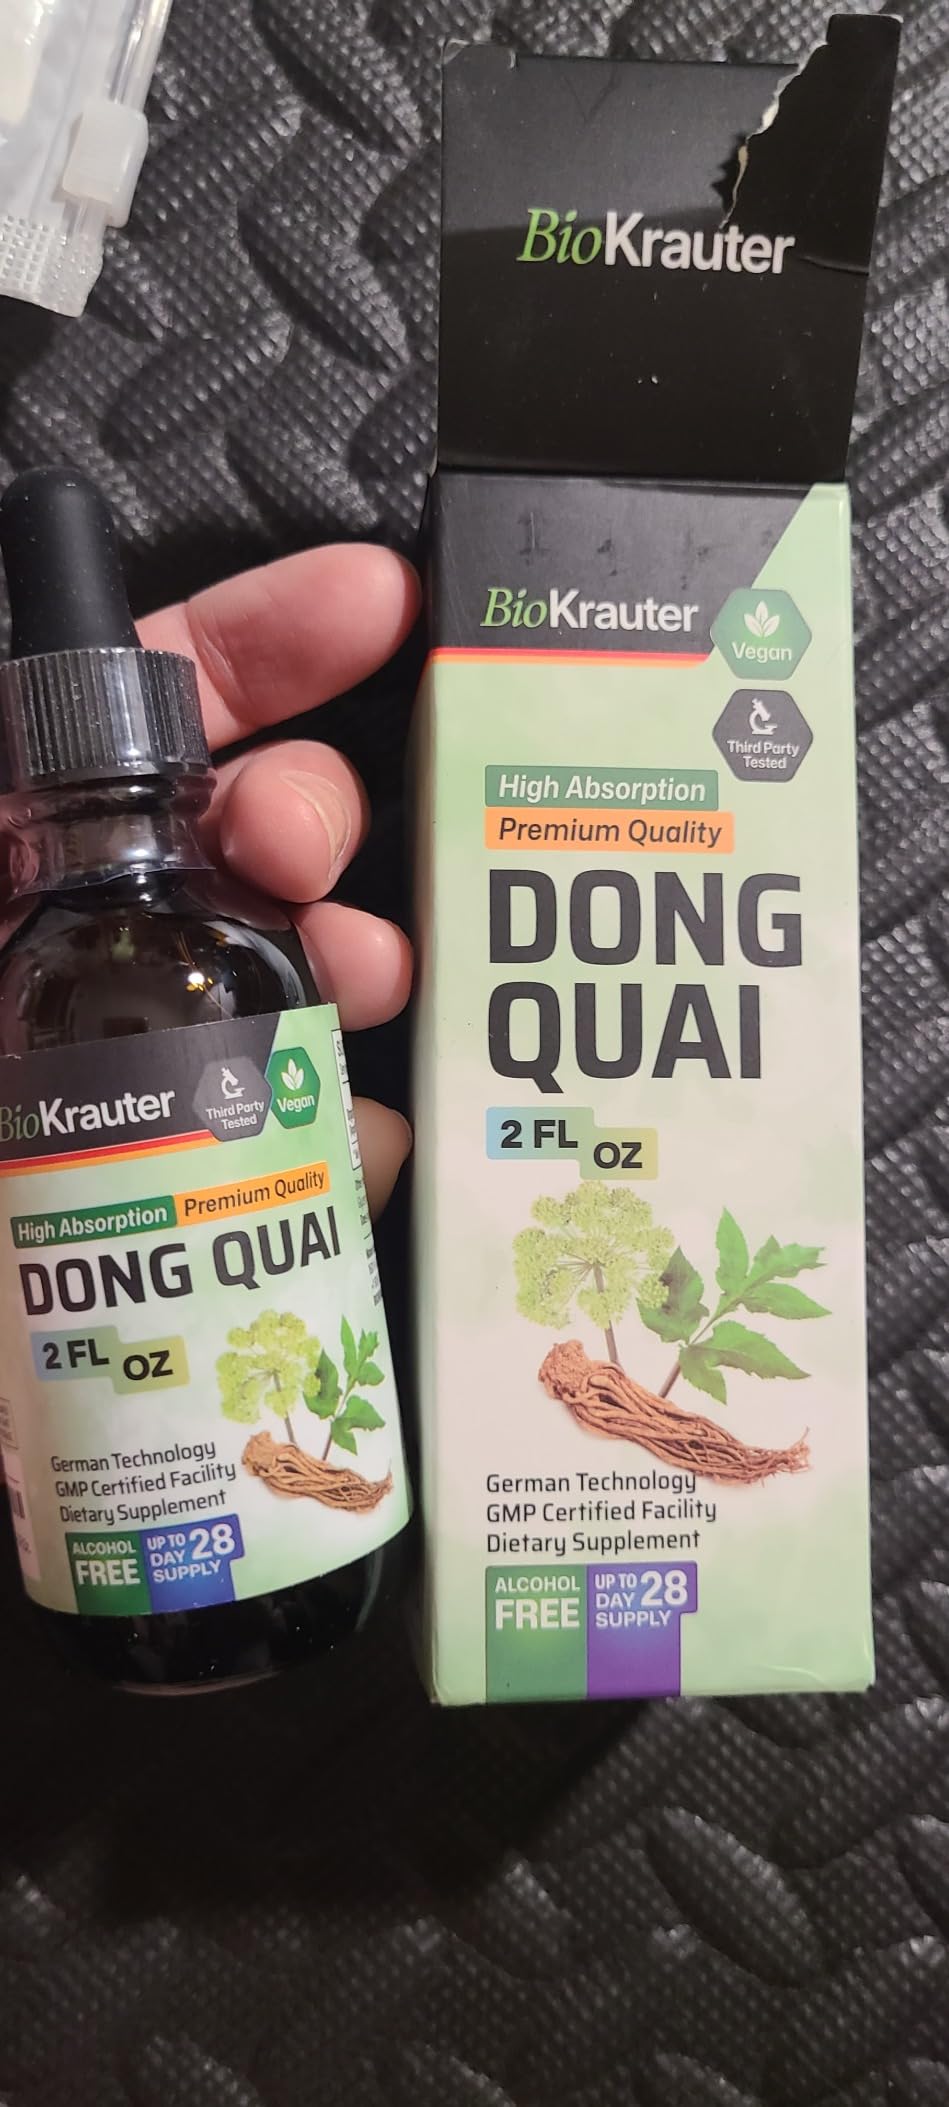 BioKrauter
BioKrauter
Vegan
Third Party
Tested
High Absorption
Premium Quality
DONG
QUAI
2 FL OZ
German Technology
GMP Certified Facility
Dietary Supplement
ALCOHOL
FREE
UP TO
DAY 28
SUPPLY
BioKrauter
Third Party
Tested
Vegan
High Absorption Premium Quality
DONG QUAI
2 FL OZ
German Technology
GMP Certified Facility
Dietary Supplement
ALCOHOL
FREE
UP TO
DAY 28
SUPPLY